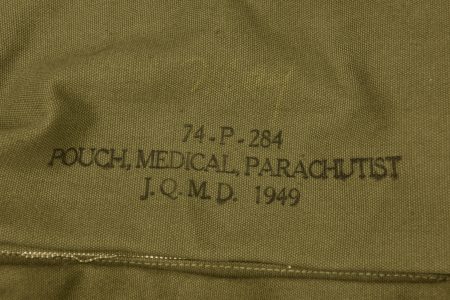 74-P-284
POUCH, MEDICAL, PARACHUTIST
J.Q.M.D. 1949